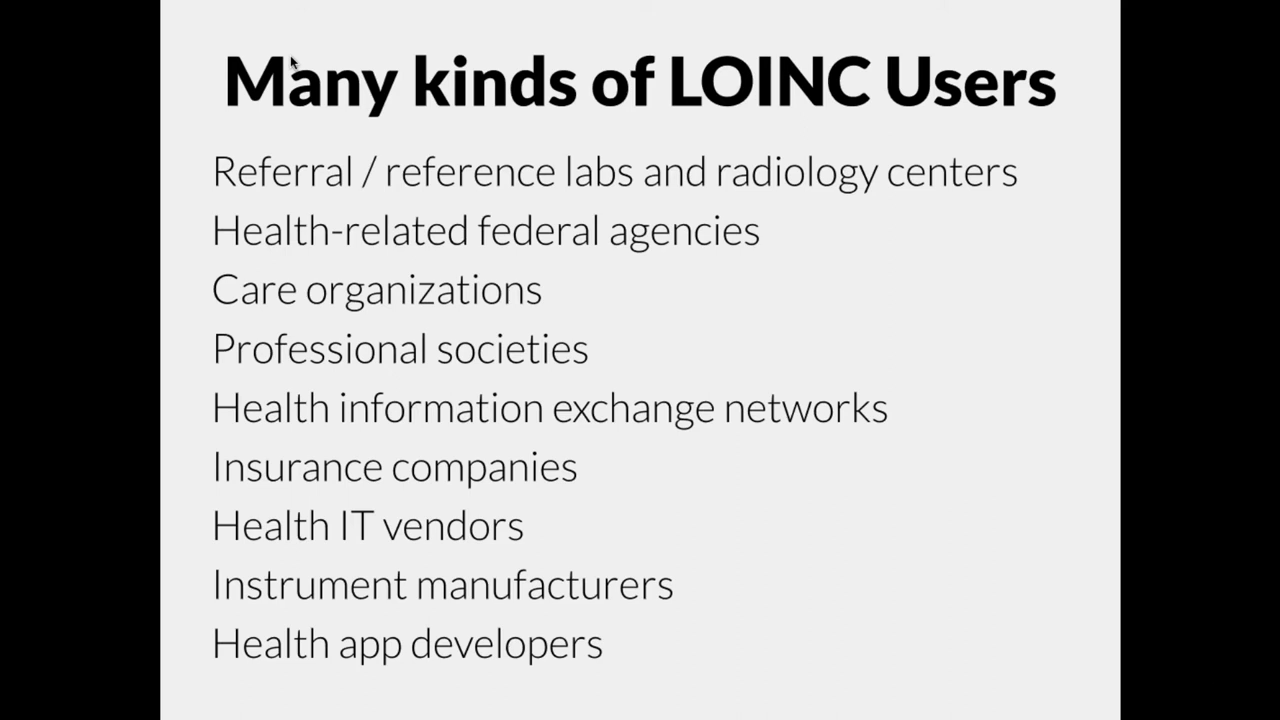 Many kinds of LOINC Users
Referral / reference labs and radiology centers
Health-related federal agencies
Care organizations
Professional societies
Health information exchange networks
Insurance companies
Health IT vendors
Instrument manufacturers
Health app developers